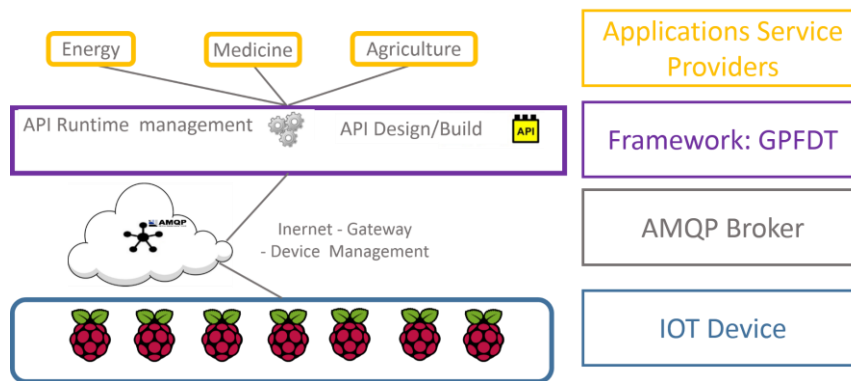 Energy
Medicine
Agriculture
Applications Service
Providers
API Runtime management
API Design/Build
API
Framework: GPFDT
AMQP
Inernet - Gateway
- Device Management
AMQP Broker
IOT Device